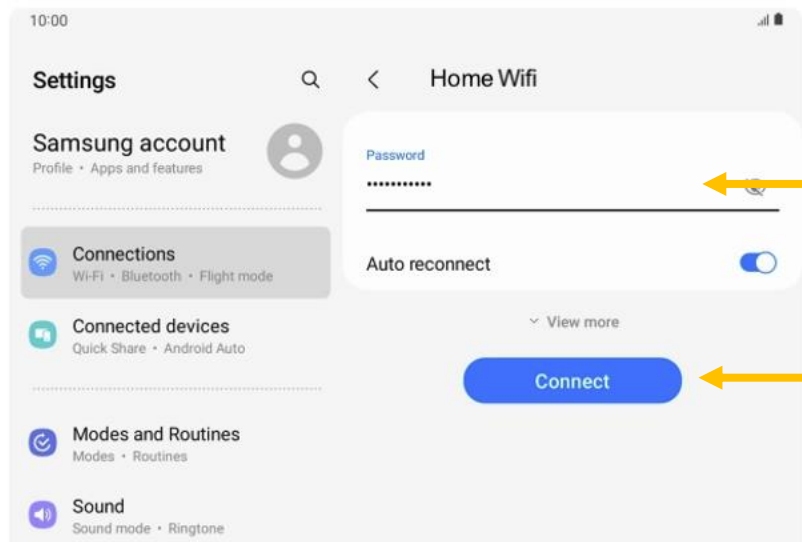 10:00
Settings
Samsung account
Profile • Apps and features
Connections
Wi-Fi • Bluetooth • Flight mode
Connected devices
Quick Share • Android Auto
Modes and Routines
Modes • Routines
Sound
Sound mode • Ringtone
Home Wifi
Password
•••••••••••
Auto reconnect
View more
Connect